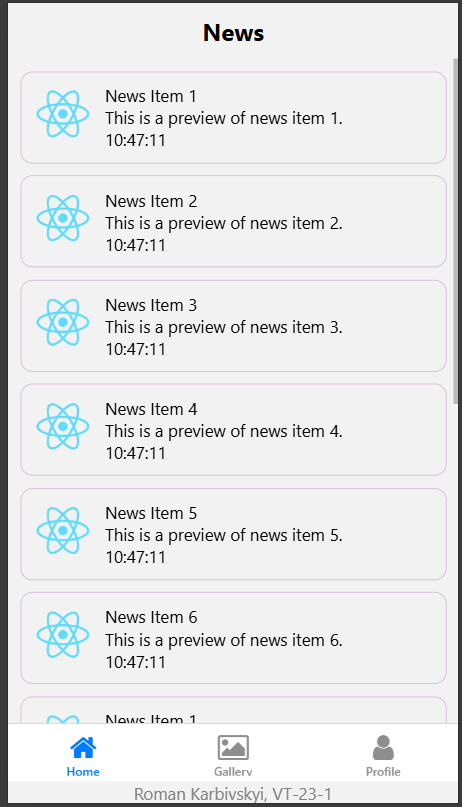 News
News Item 1
This is a preview of news item 1.
10:47:11
News Item 2
This is a preview of news item 2.
10:47:11
News Item 3
This is a preview of news item 3.
10:47:11
News Item 4
This is a preview of news item 4.
10:47:11
News Item 5
This is a preview of news item 5.
10:47:11
News Item 6
This is a preview of news item 6.
10:47:11
News Item 1
Home Gallery Profile
Roman Karbivskyi, VT-23-1